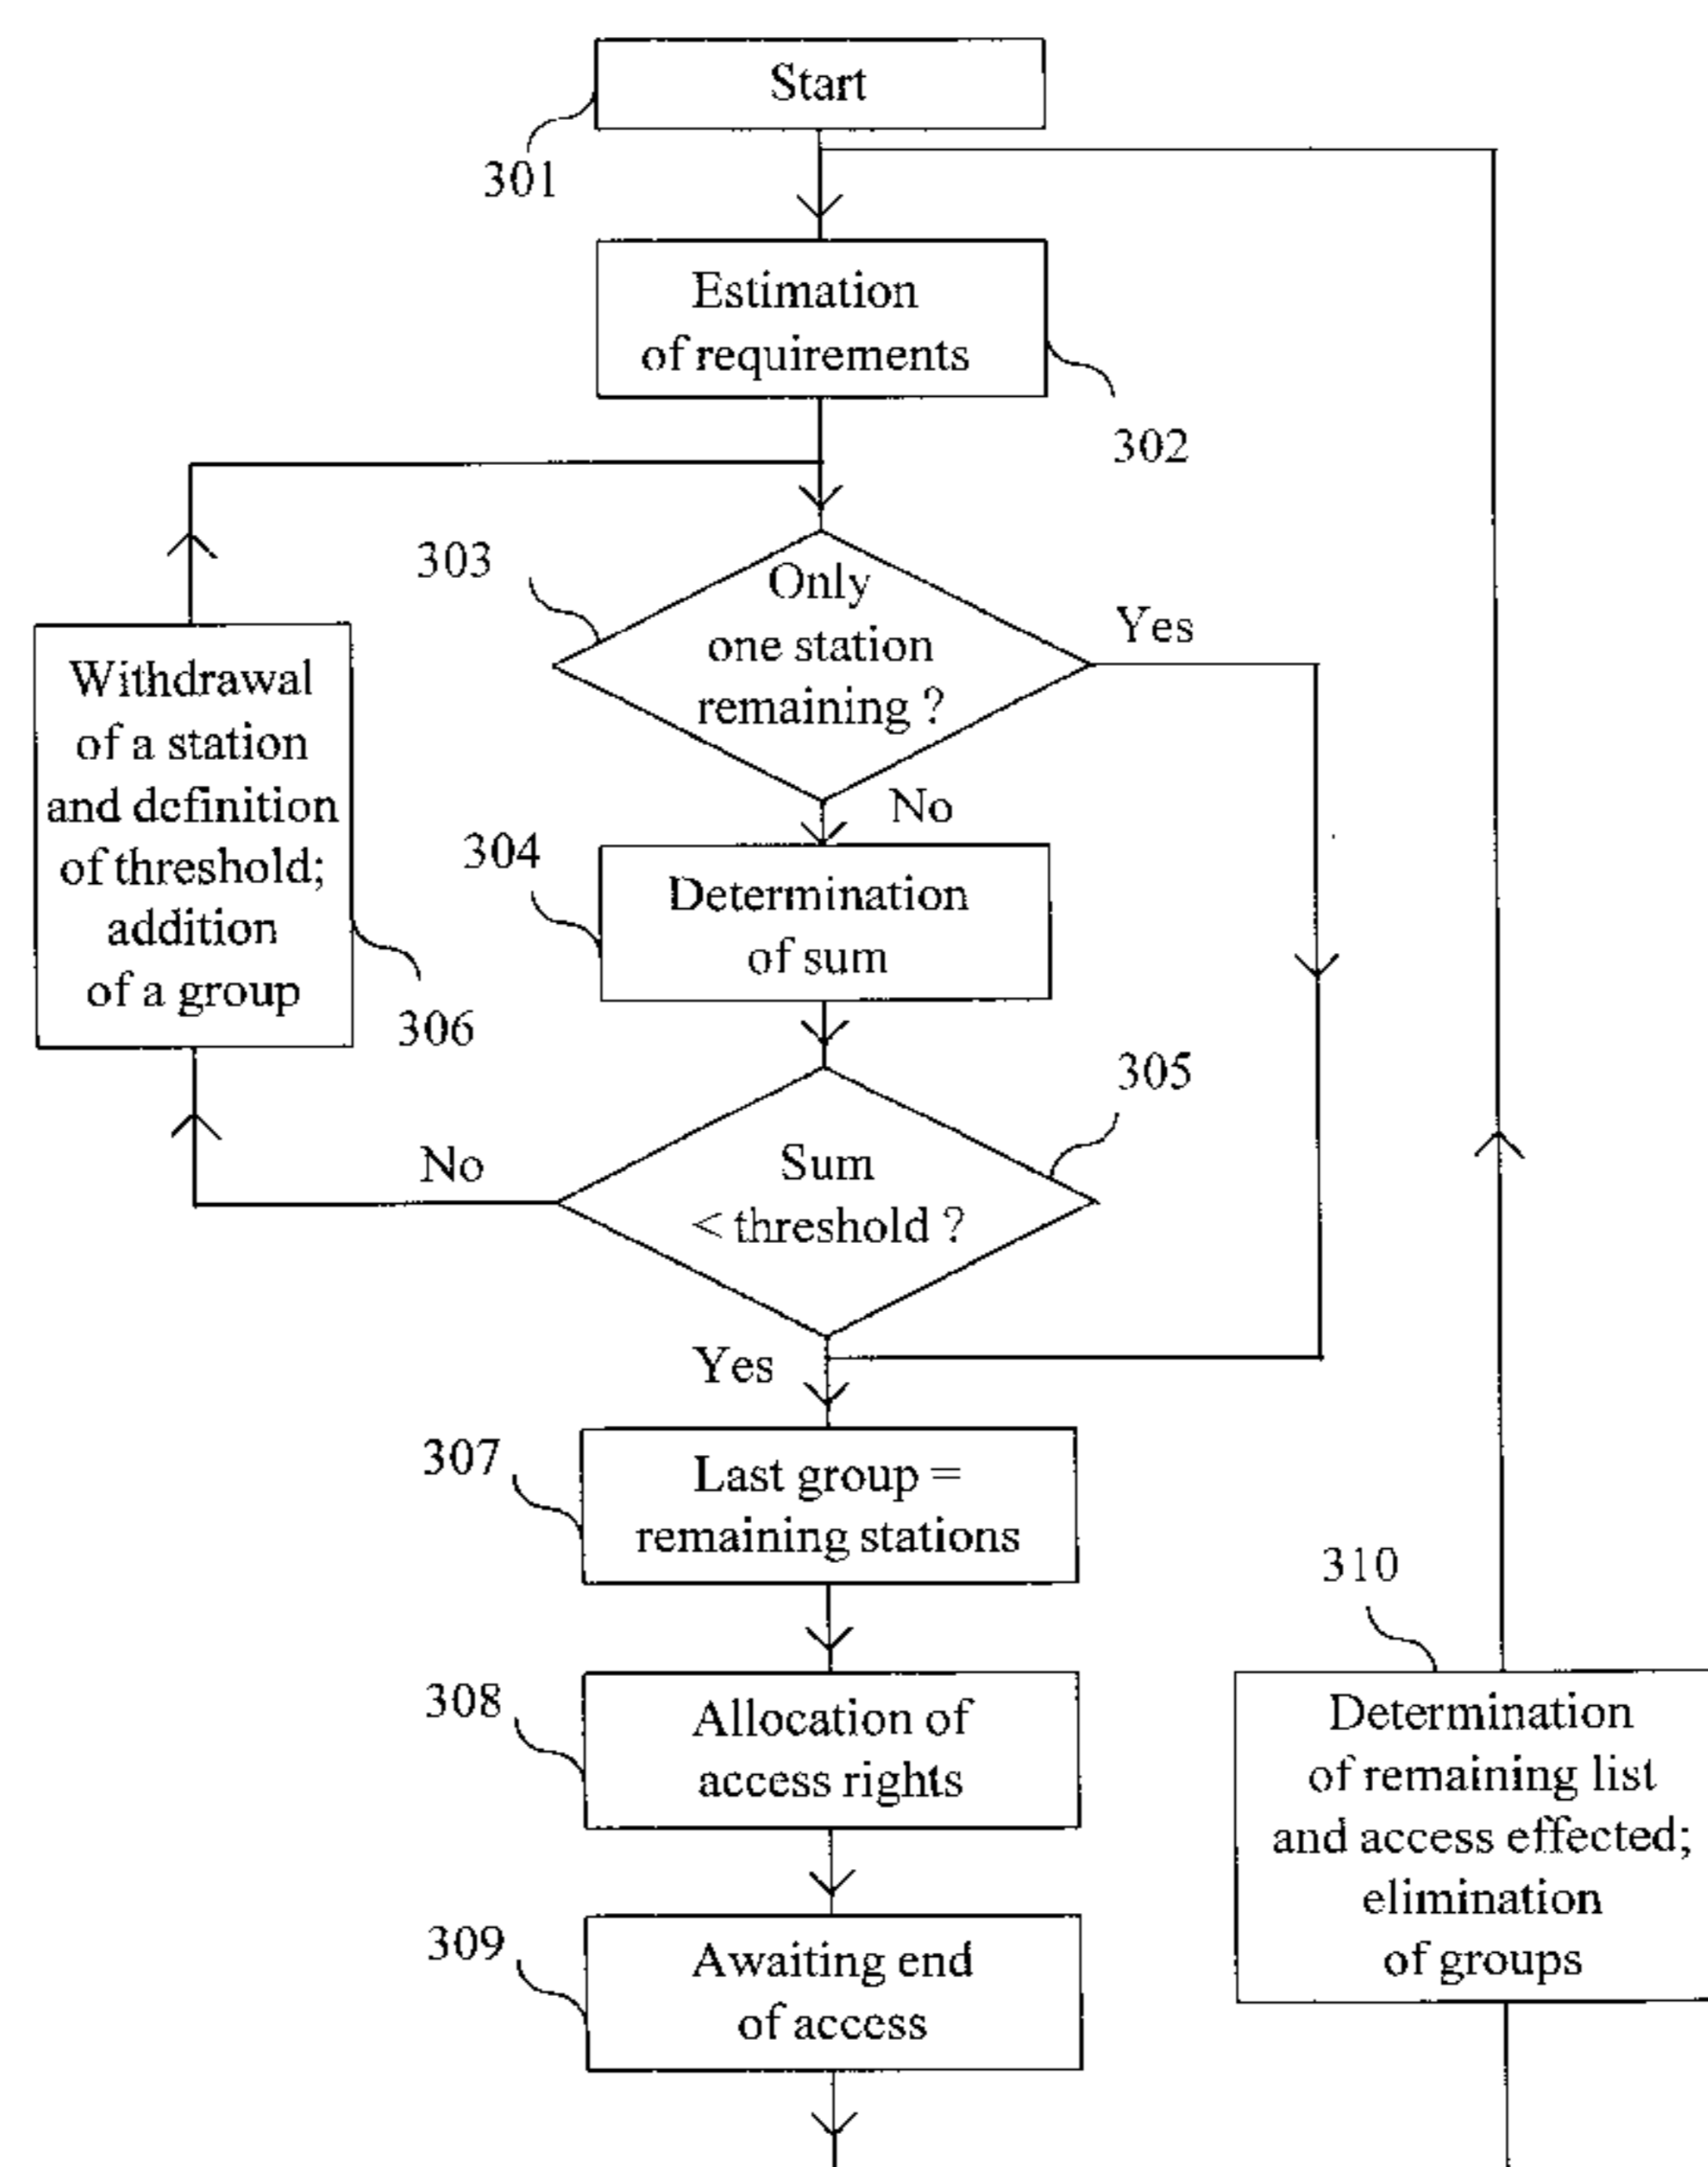 Start
301
Estimation
of requirements
302
303
Only
one station
remaining ?
Yes
Withdrawal
of a station
and definition
of threshold;
addition
of a group
306
No
304
Determination
of sum
305
Sum
< threshold ?
No
Yes
307
Last group =
remaining stations
310
308
Allocation of
access rights
Determination
of remaining list
and access effected;
elimination
of groups
309
Awaiting end
of access